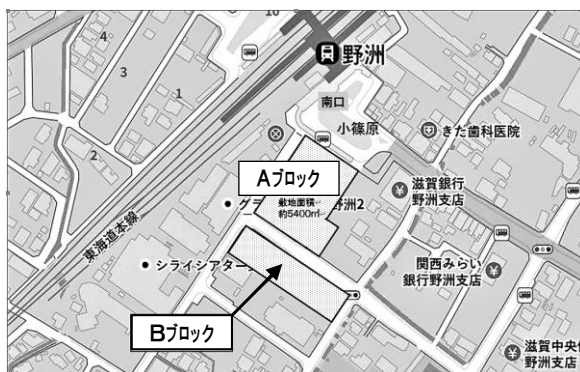 10
4
3
1
2
野洲
南口
小篠原
きた歯科医院
Aブロック
敷地面積
約5400㎡
グラ
野洲2
滋賀銀行
野洲支店
東海道本線
シライシアター
関西みらい
銀行野洲支店
Bブロック
滋賀中央信
野洲支店